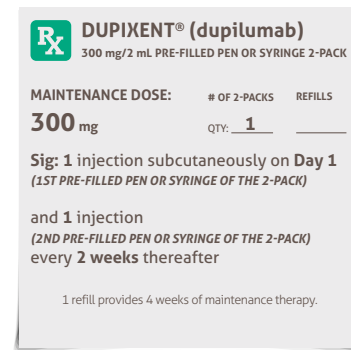 Rx
DUPIXENT® (dupilumab)
300 mg/2 mL PRE-FILLED PEN OR SYRINGE 2-PACK
MAINTENANCE DOSE: # OF 2-PACKS REFILLS
300 mg QTY: 1
Sig: 1 injection subcutaneously on Day 1
(1ST PRE-FILLED PEN OR SYRINGE OF THE 2-PACK)
and 1 injection
(2ND PRE-FILLED PEN OR SYRINGE OF THE 2-PACK)
every 2 weeks thereafter
1 refill provides 4 weeks of maintenance therapy.